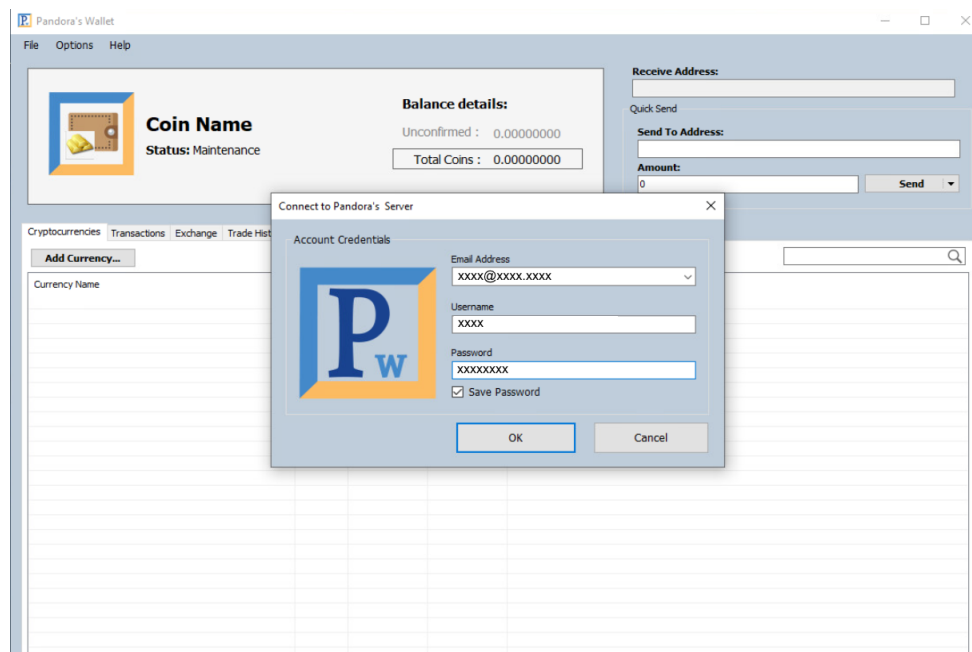 Pandora's Wallet
File Options Help
Coin Name
Status: Maintenance
Balance details:
Unconfirmed : 0.00000000
Total Coins : 0.00000000
Receive Address:
Quick Send
Send To Address:
Amount:
0
Send
Connect to Pandora's Server
Account Credentials
P
W
Email Address
xxxx@xxxx.xxxx
Username
xxxx
Password
xxxxxxxx
Save Password
OK Cancel
Cryptocurrencies Transactions Exchange Trade Hist
Add Currency...
Currency Name